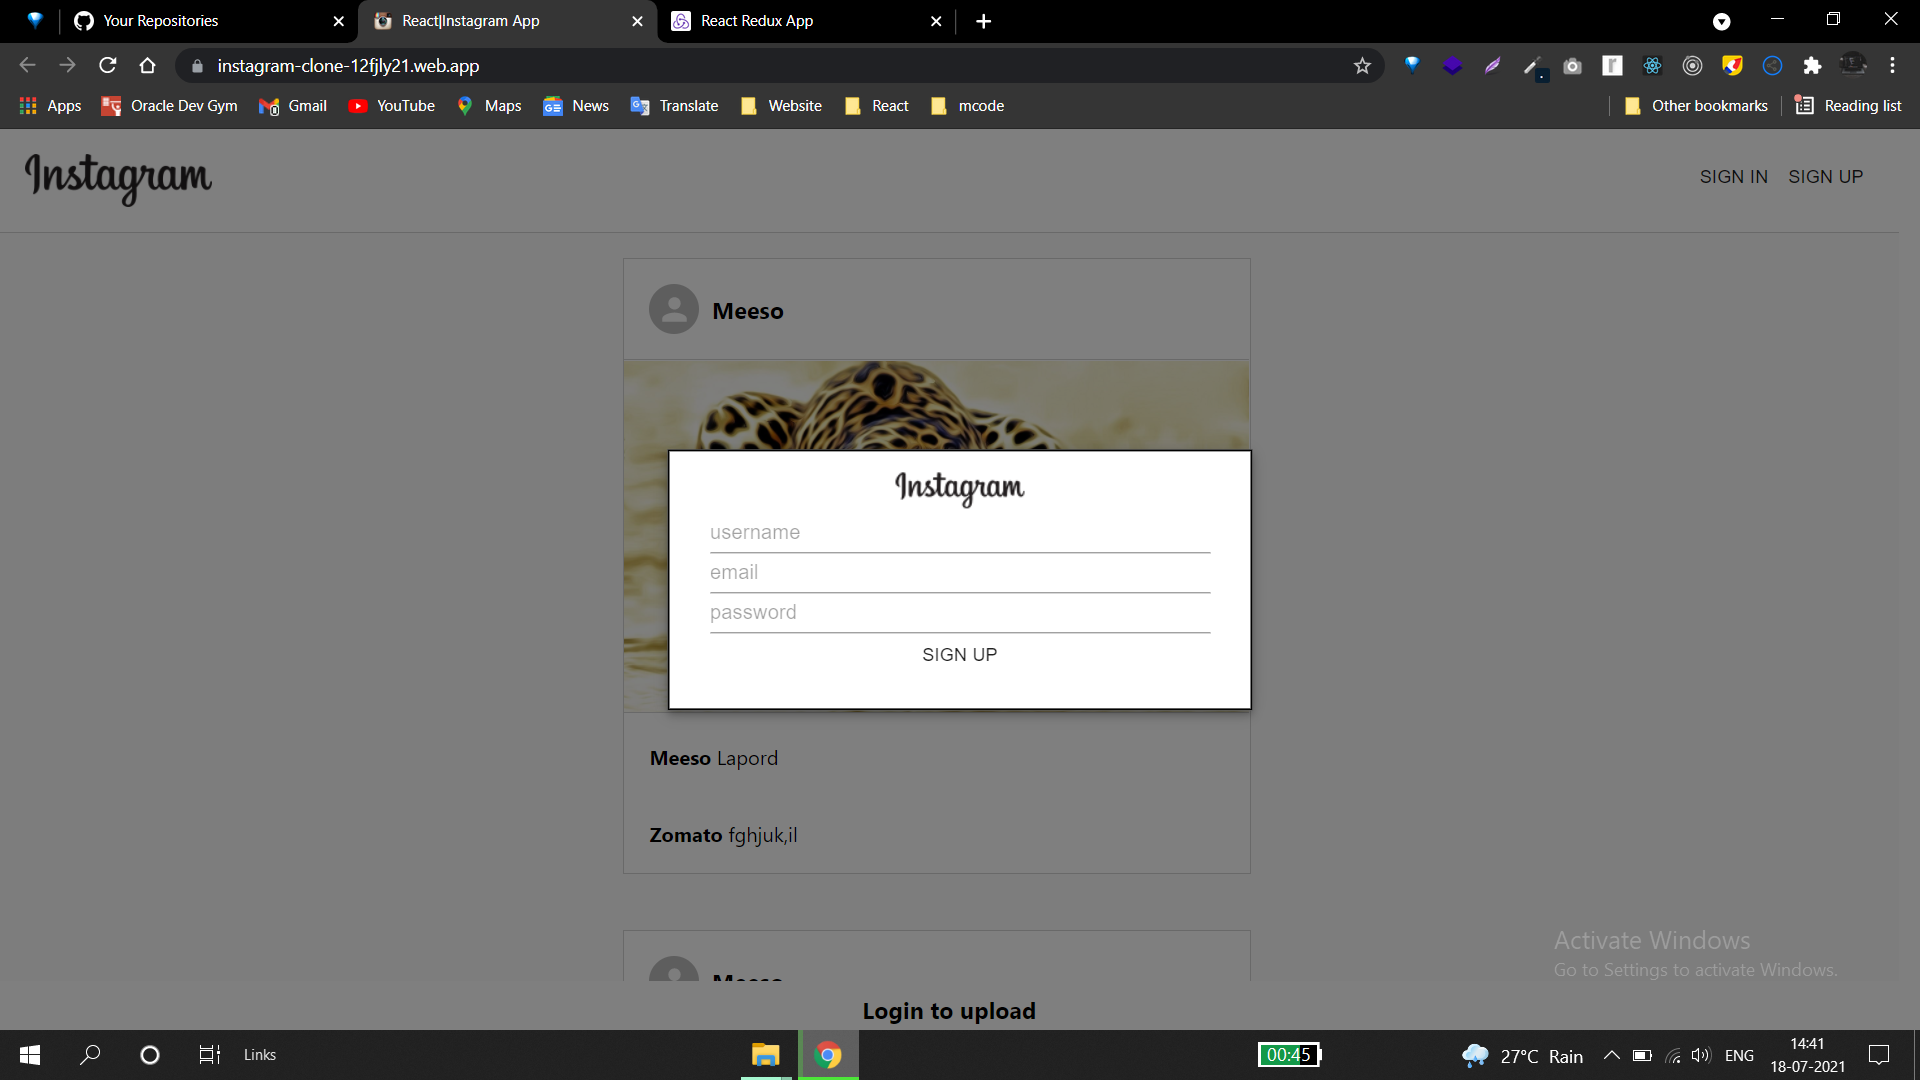 Your Repositories
React|Instagram App
React Redux App
instagram-clone-12fjly21.web.app
Apps Oracle Dev Gym Gmail YouTube Maps News Translate Website React mcode Other bookmarks Reading list
Instagram SIGN IN SIGN UP
Meeso
Instagram
username
email
password
SIGN UP
Meeso Lapord
Zomato fghjuk,il
Activate Windows
Go to Settings to activate Windows.
Meeso
Login to upload
Links 00:45 27°C Rain ENG 14:41
18-07-2021